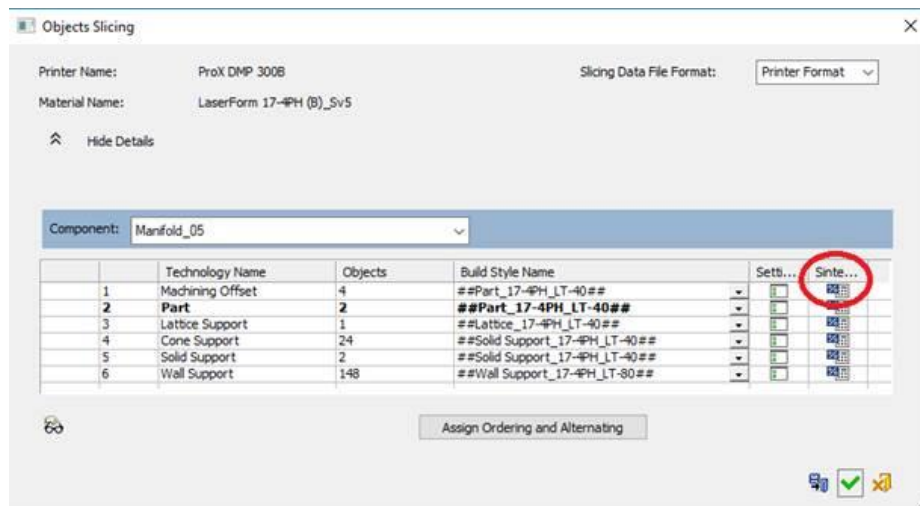 Objects Slicing
Printer Name: ProX DMP 300B Slicing Data File Format: Printer Format
Material Name: LaserForm 17-4PH (B)_Sv5
Hide Details
Component: Manifold_05
Technology Name Objects Build Style Name Setti... Sinte...
1 Machining Offset 4 ##Part_17-4PH_LT-40##
2 Part 2 ##Part_17-4PH_LT-40##
3 Lattice Support 1 ##Lattice_17-4PH_LT-40##
4 Cone Support 24 ##Solid Support_17-4PH_LT-40##
5 Solid Support 2 ##Solid Support_17-4PH_LT-40##
6 Wall Support 148 ##Wall Support_17-4PH_LT-80##
Assign Ordering and Alternating